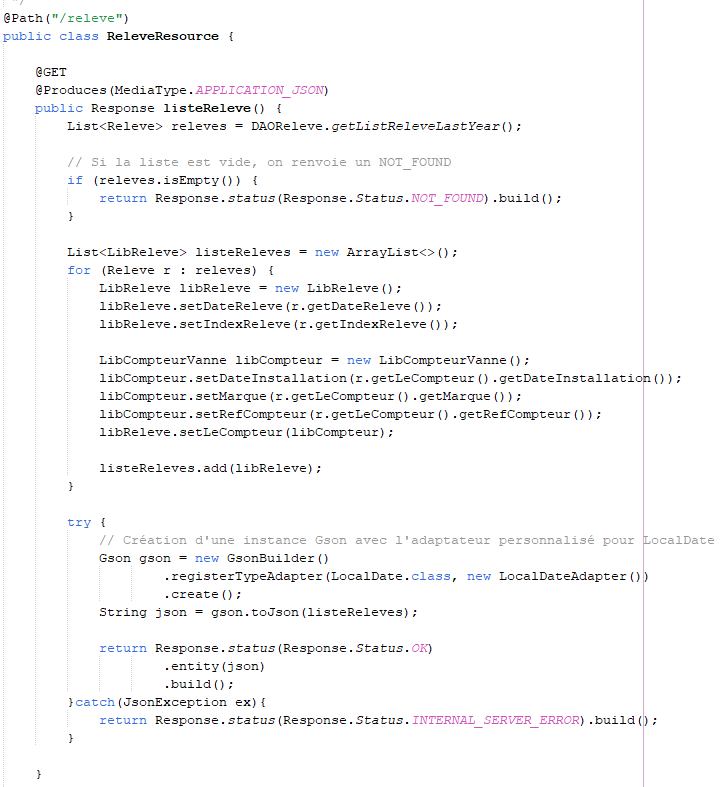 */
@Path("/releve")
public class ReleveResource {
@GET
@Produces(MediaType.APPLICATION_JSON)
public Response listeReleve() {
List<Releve> releves = DAOReleve.getListReleveLastYear();
// Si la liste est vide, on renvoie un NOT_FOUND
if (releves.isEmpty()) {
return Response.status(Response.Status.NOT_FOUND).build();
}
List<LibReleve> listeReleves = new ArrayList<>();
for (Releve r : releves) {
LibReleve libReleve = new LibReleve();
libReleve.setDateReleve(r.getDateReleve());
libReleve.setIndexReleve(r.getIndexReleve());
LibCompteurVanne libCompteur = new LibCompteurVanne();
libCompteur.setDateInstallation(r.getLeCompteur().getDateInstallation());
libCompteur.setMarque(r.getLeCompteur().getMarque());
libCompteur.setRefCompteur(r.getLeCompteur().getRefCompteur());
libReleve.setLeCompteur(libCompteur);
listeReleves.add(libReleve);
}
try {
// Création d'une instance Gson avec l'adaptateur personnalisé pour LocalDate
Gson gson = new GsonBuilder()
.registerTypeAdapter(LocalDate.class, new LocalDateAdapter())
.create();
String json = gson.toJson(listeReleves);
return Response.status(Response.Status.OK)
.entity(json)
.build();
}catch(JsonException ex){
return Response.status(Response.Status.INTERNAL_SERVER_ERROR).build();
}
}